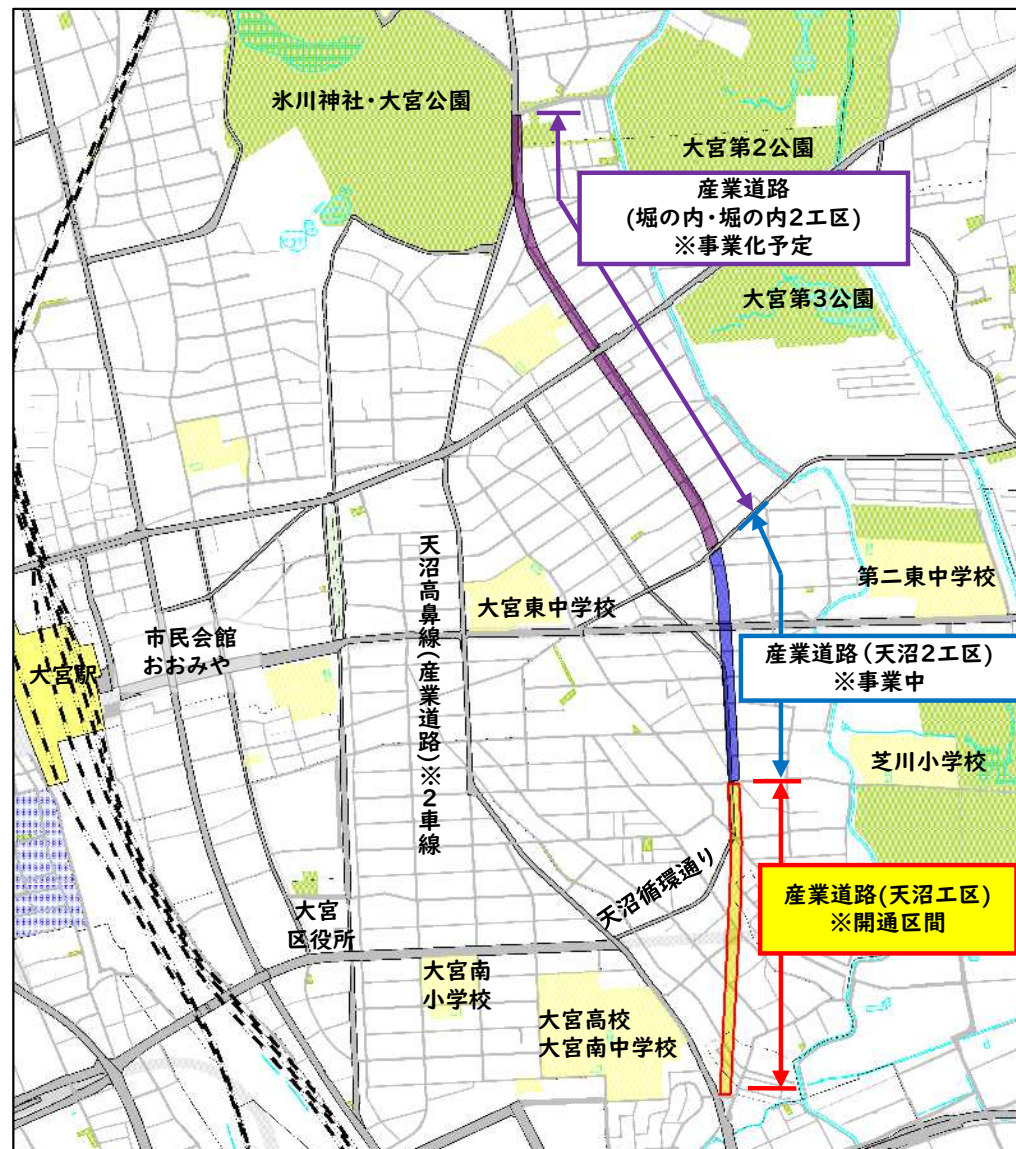 氷川神社・大宮公園
大宮第2公園
産業道路
(堀の内・堀の内2工区)
※事業化予定
大宮第3公園
天沼高鼻線(産業道路)※2車線
大宮東中学校
第二東中学校
市民会館
おおみや
大宮駅
産業道路(天沼2工区)
※事業中
芝川小学校
天沼循環通り
産業道路(天沼工区)
※開通区間
大宮
区役所
大宮南
小学校
大宮高校
大宮南中学校